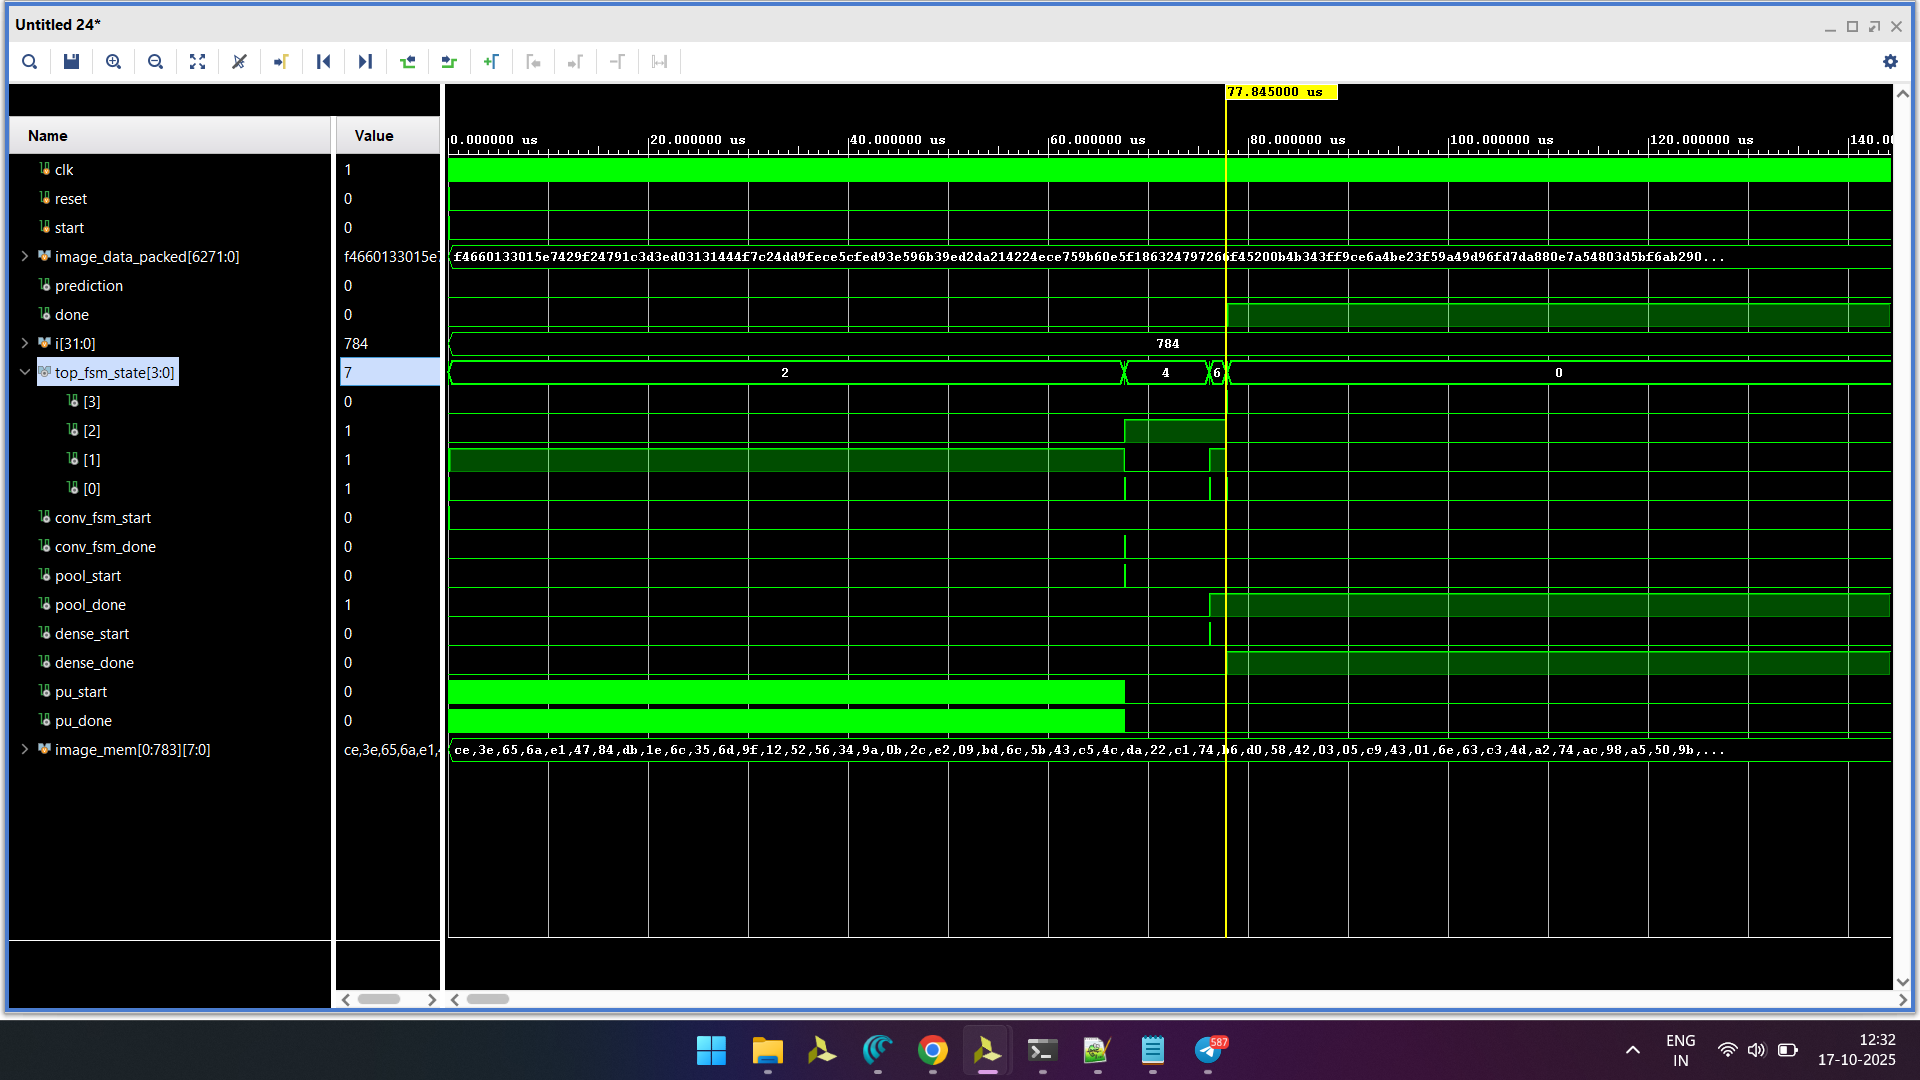 Untitled 24*
77.845000 us
Name
Value
0.000000 us
20.000000 us
40.000000 us
60.000000 us
80.000000 us
100.000000 us
120.000000 us
140.0
clk
1
reset
0
start
0
image_data_packed[6271:0]
f4660133015e7
f4660133015e7429f24791c3d3ed03131444f7c24dd9fece5cfed93e596b39ed2da214224ece759b60e5f186324797266f45200b4b343ff9ce6a4be23f59a49d96fd7da880e7a54803d5bf6ab290...
prediction
0
done
0
i[31:0]
784
784
top_fsm_state[3:0]
7
2
4
6
0
[3]
0
[2]
1
[1]
1
[0]
1
conv_fsm_start
0
conv_fsm_done
0
pool_start
0
pool_done
1
dense_start
0
dense_done
0
pu_start
0
pu_done
0
image_mem[0:783][7:0]
ce,3e,65,6a,e1,4
ce,3e,65,6a,e1,47,84,db,1e,6c,35,6d,9f,12,52,56,34,9a,0b,2c,e2,09,bd,6c,5b,43,c5,4c,da,22,c1,74,b6,d0,58,42,03,05,c9,43,01,6e,63,c3,4d,a2,74,ac,98,a5,50,9b,...
587
ENG
IN
12:32
17-10-2025